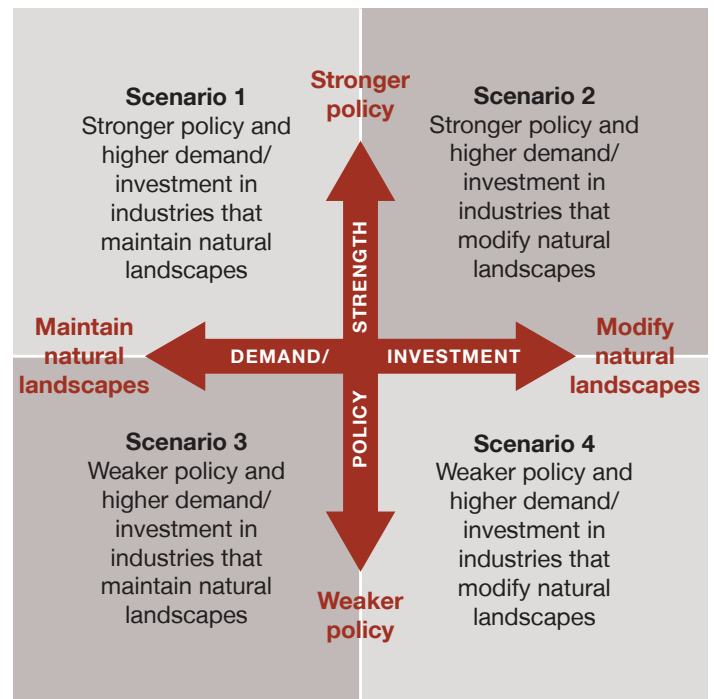 Stronger
policy
Scenario 1
Stronger policy and
higher demand/
investment in
industries that
maintain natural
landscapes
Scenario 2
Stronger policy and
higher demand/
investment in
industries that
modify natural
landscapes
Maintain
natural
landscapes
DEMAND/ INVESTMENT
POLICY STRENGTH
Modify
natural
landscapes
Scenario 3
Weaker policy and
higher demand/
investment in
industries that
maintain natural
landscapes
Scenario 4
Weaker policy and
higher demand/
investment in
industries that
modify natural
landscapes
Weaker
policy